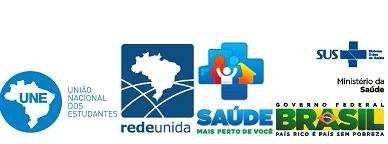 UNE
UNIÃO
NACIONAL DOS
ESTUDANTES
redeunida
SAÚDE
MAIS PERTO DE VOCÊ
SUS
Ministério da
Saúde
GOVERNO FEDERAL
BRASIL
PAÍS RICO É PAÍS SEM POBREZA